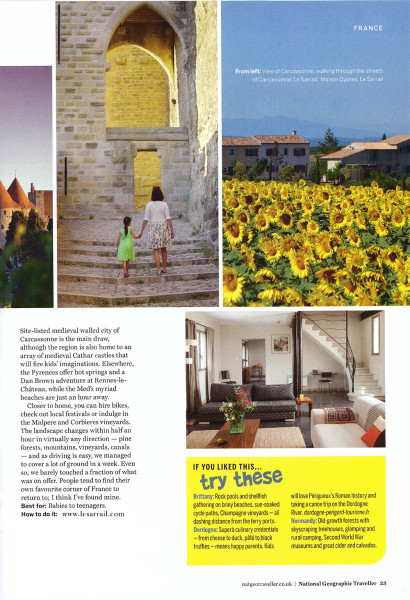 FRANCE
From left: View of Carcassonne; walking through the streets
of Carcassonne; Le Sarrail; Maison Cypres, Le Sarrail
Site-listed medieval walled city of
Carcassonne is the main draw,
although the region is also home to an
array of medieval Cathar castles that
will fire kids' imaginations. Elsewhere,
the Pyrenees offer hot springs and a
Dan Brown adventure at Rennes-le-
Château, while the Med's myriad
beaches are just an hour away.
Closer to home, you can hire bikes,
check out local festivals or indulge in
the Malpere and Corbieres vineyards.
The landscape changes within half an
hour in virtually any direction — pine
forests, mountains, vineyards, canals
— and as driving is easy, we managed
to cover a lot of ground in a week. Even
so, we barely touched a fraction of what
was on offer. People tend to find their
own favourite corner of France to
return to; I think I've found mine.
Best for: Babies to teenagers.
How to do it: www.lesarrail.com
IF YOU LIKED THIS...
try these
Brittany: Rock pools and shellfish
gathering on briny beaches, sun-soaked
cycle paths, Champagne vineyards — all
dashing distance from the ferry ports.
Dordogne: Superb culinary credentials
— from cheese to duck, pâté to black
truffles — means happy parents. Kids
will love Périgueux's Roman history and
taking a canoe trip on the Dordogne
River. dordogne-perigord-tourisme.fr
Normandy: Old-growth forests with
skyscraping treehouses, glamping and
rural camping, Second World War
museums and great cider and calvados.
natgeotraveller.co.uk | National Geographic Traveller 23